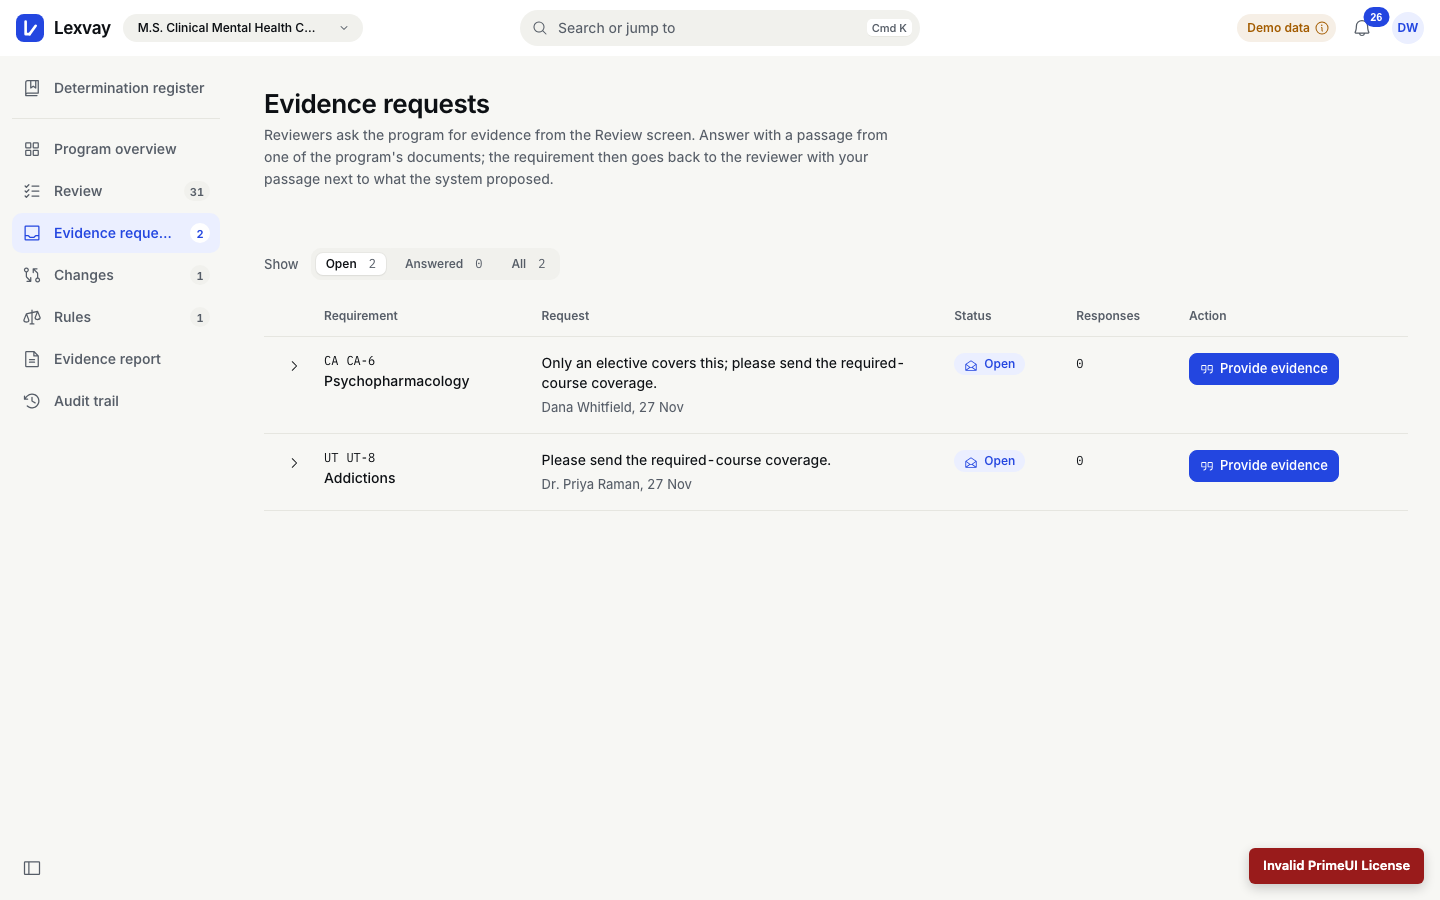 Lexvay
M.S. Clinical Mental Health C...
Search or jump to
Cmd K
Demo data
26
DW
Determination register
Program overview
Review 31
Evidence reque... 2
Changes 1
Rules 1
Evidence report
Audit trail
Evidence requests
Reviewers ask the program for evidence from the Review screen. Answer with a passage from
one of the program's documents; the requirement then goes back to the reviewer with your
passage next to what the system proposed.
Show Open 2 Answered 0 All 2
Requirement Request Status Responses Action
CA CA-6
Psychopharmacology
Only an elective covers this; please send the required-
course coverage.
Dana Whitfield, 27 Nov
Open
0
Provide evidence
UT UT-8
Addictions
Please send the required-course coverage.
Dr. Priya Raman, 27 Nov
Open
0
Provide evidence
Invalid PrimeUI License